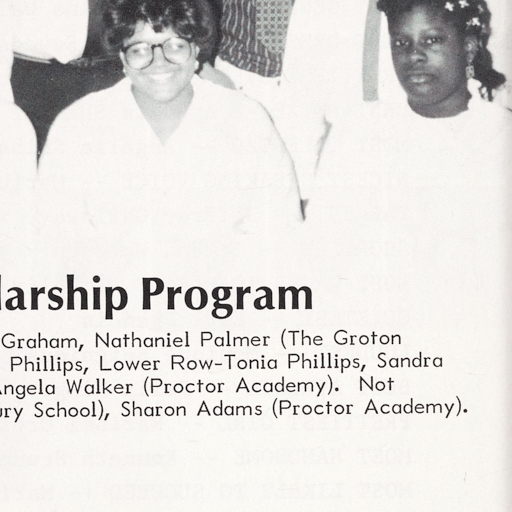 larship Program
Graham, Nathaniel Palmer (The Groton
Phillips, Lower Row-Tonia Phillips, Sandra
Angela Walker (Proctor Academy). Not
ury School), Sharon Adams (Proctor Academy).